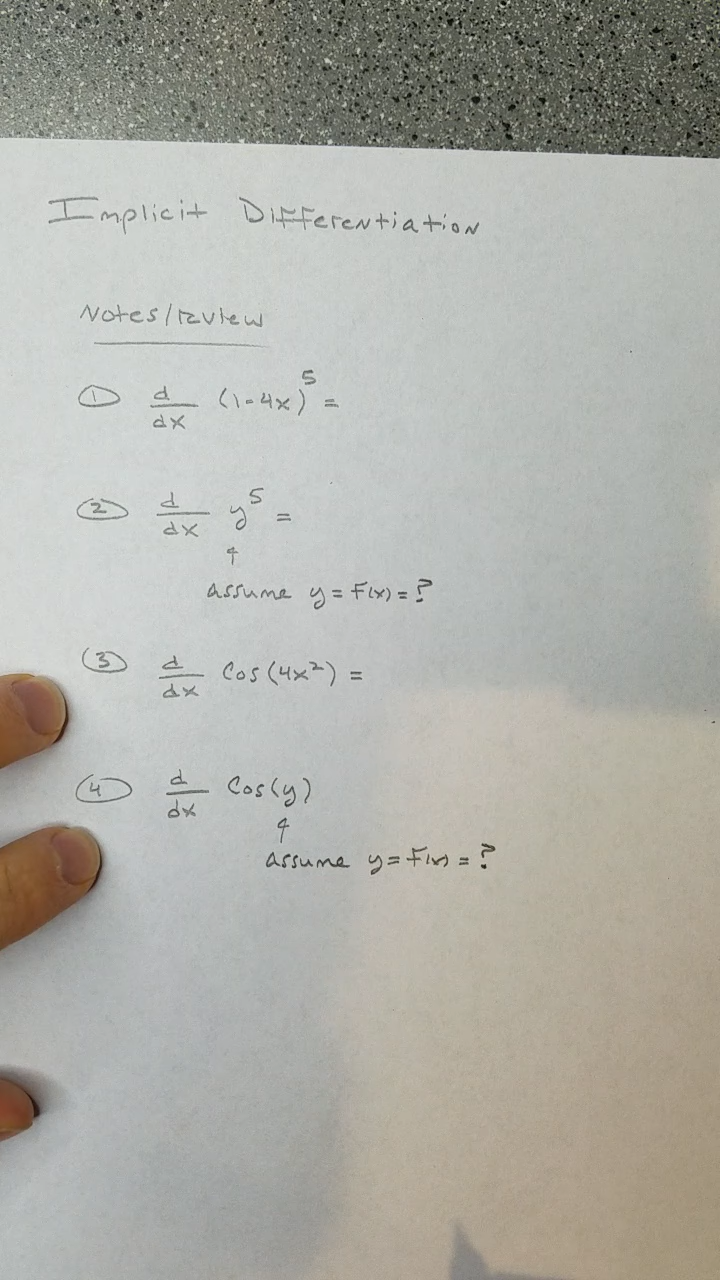 Implicit Differentiation
Notes/review
① d/dx (1-4x)^5 =
② d/dx y^5 =
↑
assume y = f(x) = ?
③ d/dx cos(4x²) =
④ d/dx cos(y)
↑
assume y = f(x) = ?